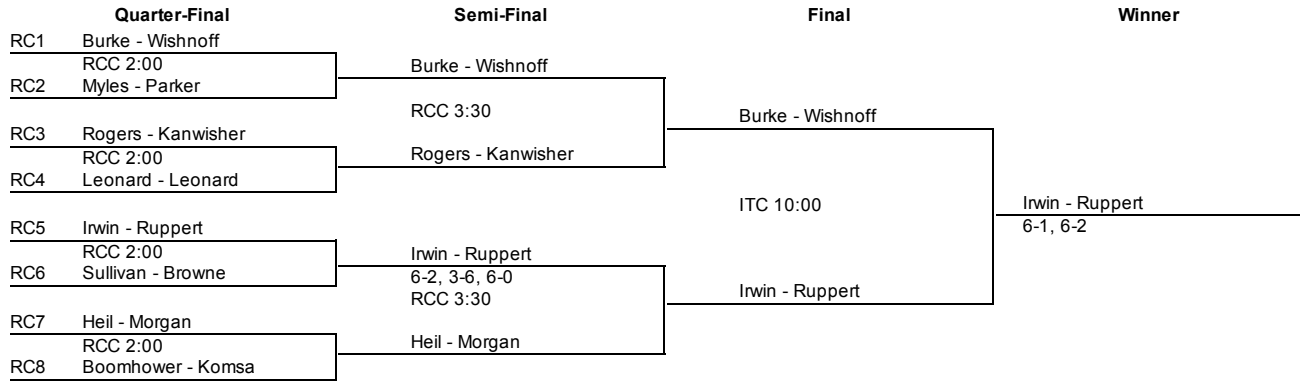 Quarter-Final Semi-Final Final Winner
RC1 Burke - Wishnoff
RCC 2:00
RC2 Myles - Parker
RC3 Rogers - Kanwisher
RCC 2:00
RC4 Leonard - Leonard
RC5 Irwin - Ruppert
RCC 2:00
RC6 Sullivan - Browne
RC7 Heil - Morgan
RCC 2:00
RC8 Boomhower - Komsa
Burke - Wishnoff
RCC 3:30
Rogers - Kanwisher
Irwin - Ruppert
6-2, 3-6, 6-0
RCC 3:30
Heil - Morgan
Burke - Wishnoff
ITC 10:00
Irwin - Ruppert
Irwin - Ruppert
6-1, 6-2